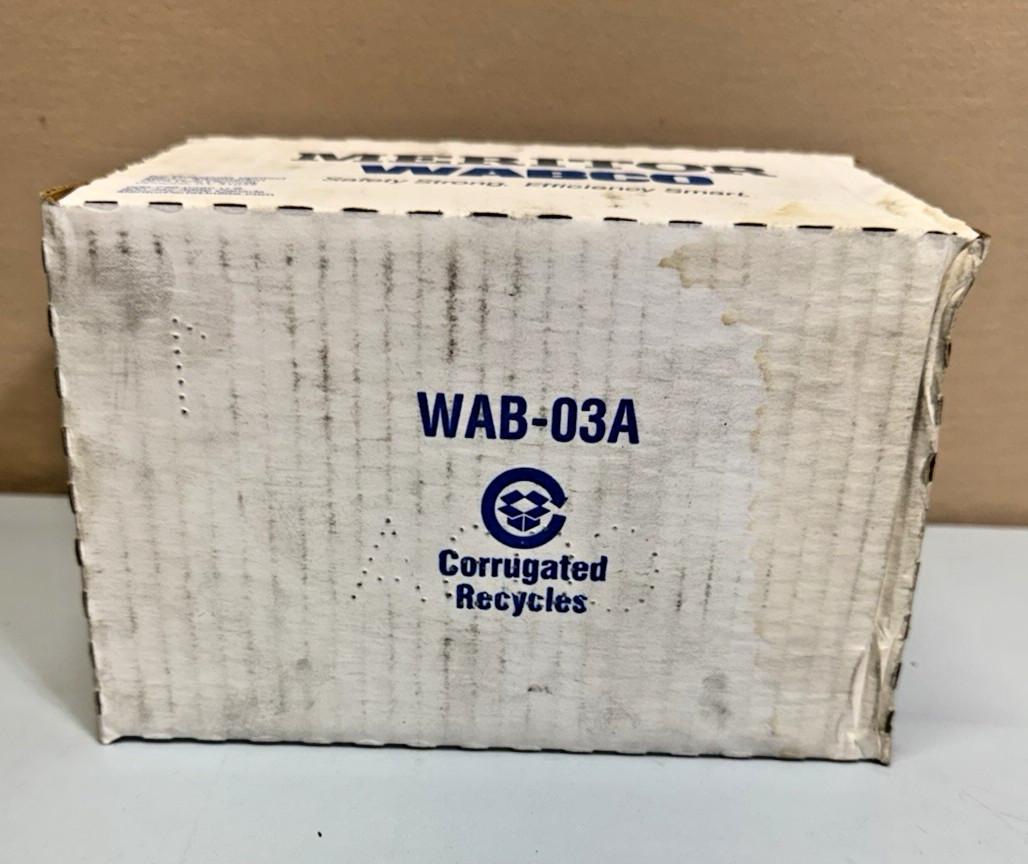 MERITOR
WABCO
Safety Strong. Efficiency Smart.
WAB-03A
Corrugated
Recycles